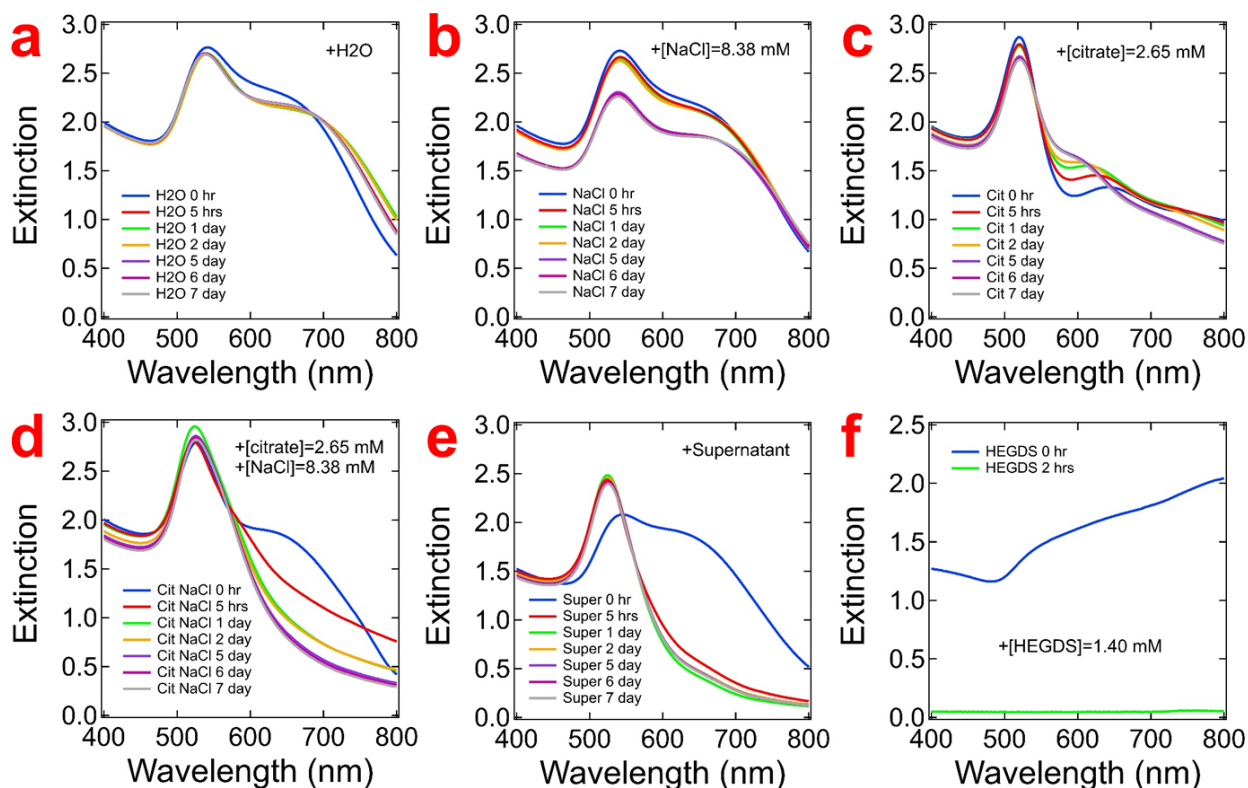 a
+H2O
3.0
2.5
2.0
1.5
1.0
0.5
0.0
Extinction
H2O 0 hr
H2O 5 hrs
H2O 1 day
H2O 2 day
H2O 5 day
H2O 6 day
H2O 7 day
400 500 600 700 800
Wavelength (nm)
b
+[NaCl]=8.38 mM
3.0
2.5
2.0
1.5
1.0
0.5
0.0
Extinction
NaCl 0 hr
NaCl 5 hrs
NaCl 1 day
NaCl 2 day
NaCl 5 day
NaCl 6 day
NaCl 7 day
400 500 600 700 800
Wavelength (nm)
c
+[citrate]=2.65 mM
3.0
2.5
2.0
1.5
1.0
0.5
0.0
Extinction
Cit 0 hr
Cit 5 hrs
Cit 1 day
Cit 2 day
Cit 5 day
Cit 6 day
Cit 7 day
400 500 600 700 800
Wavelength (nm)
d
+[citrate]=2.65 mM
+[NaCl]=8.38 mM
3.0
2.5
2.0
1.5
1.0
0.5
0.0
Extinction
Cit NaCl 0 hr
Cit NaCl 5 hrs
Cit NaCl 1 day
Cit NaCl 2 day
Cit NaCl 5 day
Cit NaCl 6 day
Cit NaCl 7 day
400 500 600 700 800
Wavelength (nm)
e
+Supernatant
3.0
2.5
2.0
1.5
1.0
0.5
0.0
Extinction
Super 0 hr
Super 5 hrs
Super 1 day
Super 2 day
Super 5 day
Super 6 day
Super 7 day
400 500 600 700 800
Wavelength (nm)
f
2.5
2.0
1.5
1.0
0.5
0.0
Extinction
HEGDS 0 hr
HEGDS 2 hrs
+[HEGDS]=1.40 mM
400 500 600 700 800
Wavelength (nm)